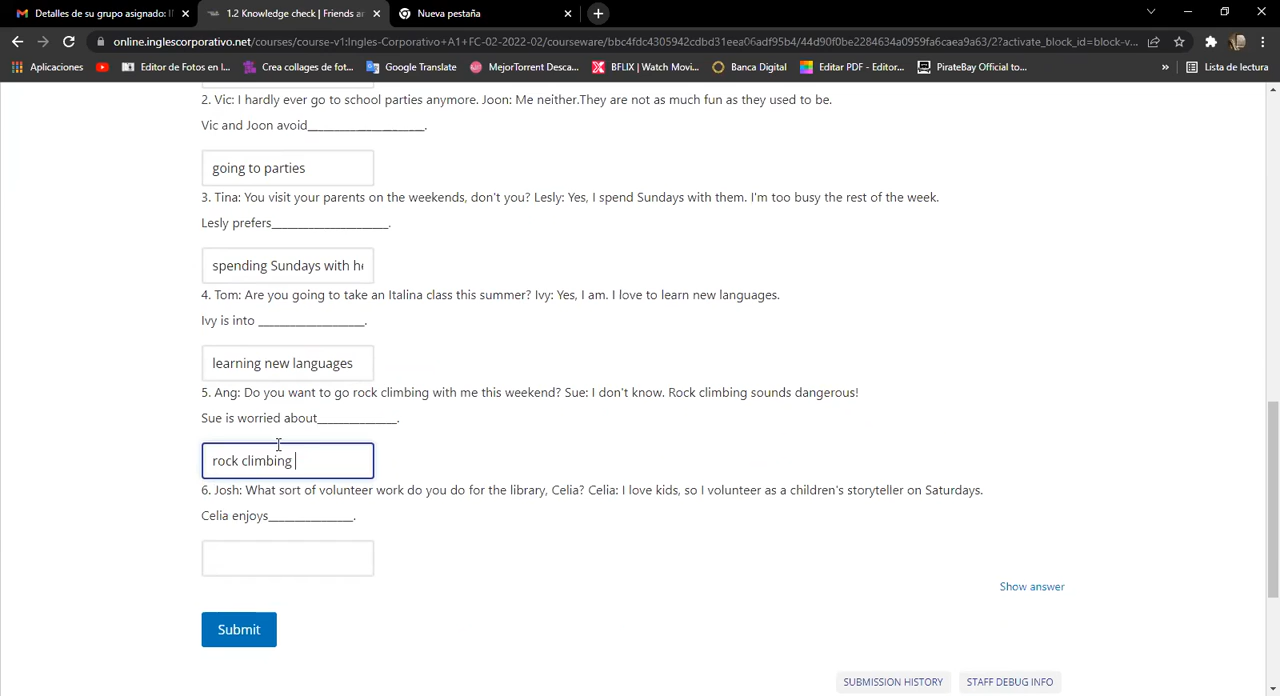 Detalles de su grupo asignado: I
1.2 Knowledge check | Friends a
Nueva pestaña
online.inglescorporativo.net/courses/course-v1:Ingles-Corporativo+A1+FC-02-2022-02/courseware/bbc4fdc4305942cdbd31eea06adf95b4/44d90f0be2284634a0959fa6caea9a63/2?activate_block_id=block-v...
Aplicaciones
Editor de Fotos en l...
Crea collages de fot...
Google Translate
MejorTorrent Desca...
BFLIX | Watch Movi...
Banca Digital
Editar PDF - Editor...
PirateBay Official to...
»
Lista de lectura
2. Vic: I hardly ever go to school parties anymore. Joon: Me neither.They are not as much fun as they used to be.
Vic and Joon avoid____________________.
going to parties
3. Tina: You visit your parents on the weekends, don't you? Lesly: Yes, I spend Sundays with them. I'm too busy the rest of the week.
Lesly prefers____________________.
spending Sundays with he
4. Tom: Are you going to take an Italina class this summer? Ivy: Yes, I am. I love to learn new languages.
Ivy is into __________________.
learning new languages
5. Ang: Do you want to go rock climbing with me this weekend? Sue: I don't know. Rock climbing sounds dangerous!
Sue is worried about______________.
rock climbing
6. Josh: What sort of volunteer work do you do for the library, Celia? Celia: I love kids, so I volunteer as a children's storyteller on Saturdays.
Celia enjoys_______________.
Show answer
Submit
SUBMISSION HISTORY
STAFF DEBUG INFO